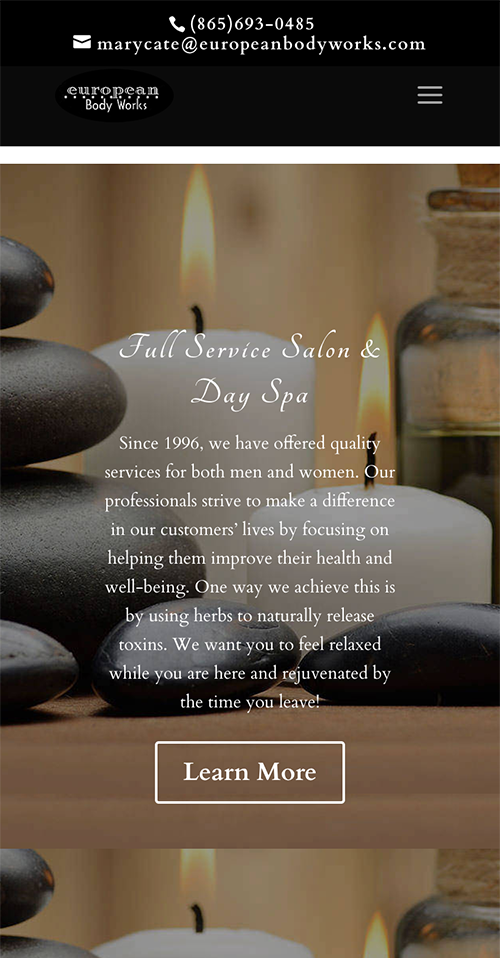 (865)693-0485
marycate@europeanbodyworks.com
european
Body Works
Full Service Salon &
Day Spa
Since 1996, we have offered quality
services for both men and women. Our
professionals strive to make a difference
in our customers’ lives by focusing on
helping them improve their health and
well-being. One way we achieve this is
by using herbs to naturally release
toxins. We want you to feel relaxed
while you are here and rejuvenated by
the time you leave!
Learn More